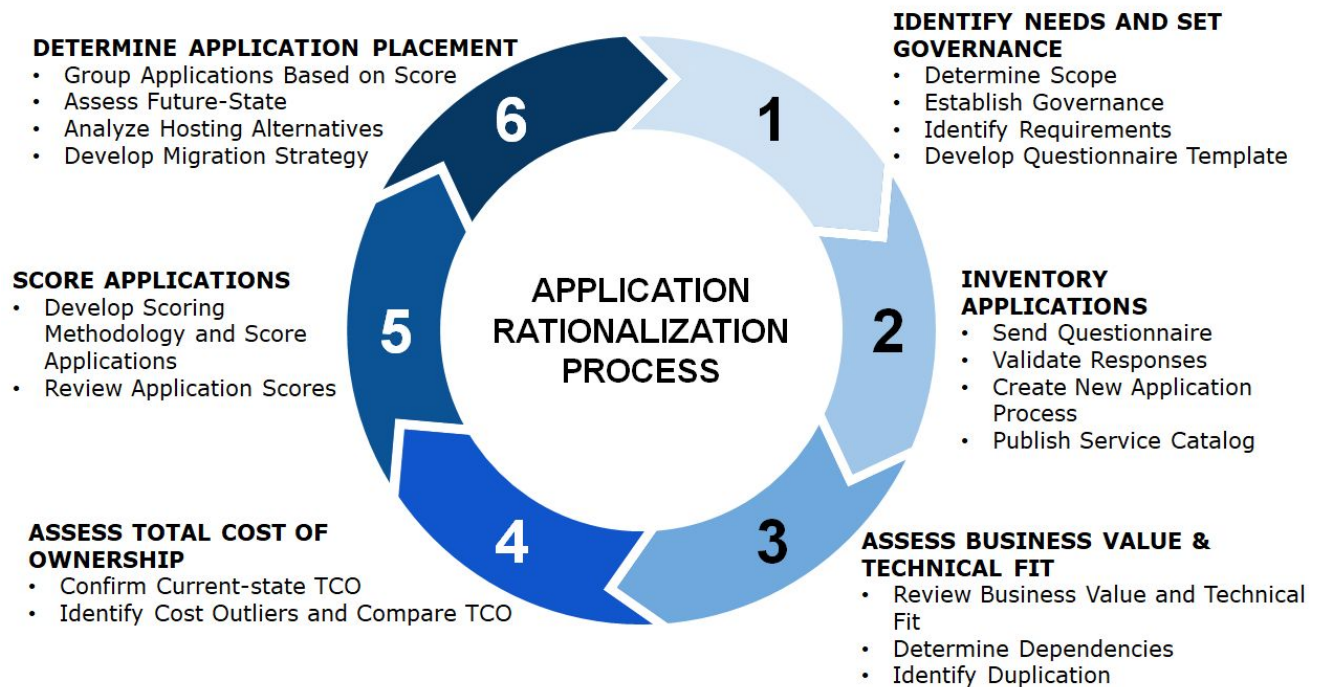 IDENTIFY NEEDS AND SET
GOVERNANCE
• Determine Scope
• Establish Governance
• Identify Requirements
• Develop Questionnaire Template
1
INVENTORY
APPLICATIONS
• Send Questionnaire
• Validate Responses
• Create New Application
Process
• Publish Service Catalog
2
ASSESS BUSINESS VALUE &
TECHNICAL FIT
• Review Business Value and Technical
Fit
• Determine Dependencies
• Identify Duplication
3
ASSESS TOTAL COST OF
OWNERSHIP
• Confirm Current-state TCO
• Identify Cost Outliers and Compare TCO
4
SCORE APPLICATIONS
• Develop Scoring
Methodology and Score
Applications
• Review Application Scores
5
DETERMINE APPLICATION PLACEMENT
• Group Applications Based on Score
• Assess Future-State
• Analyze Hosting Alternatives
• Develop Migration Strategy
6
APPLICATION
RATIONALIZATION
PROCESS